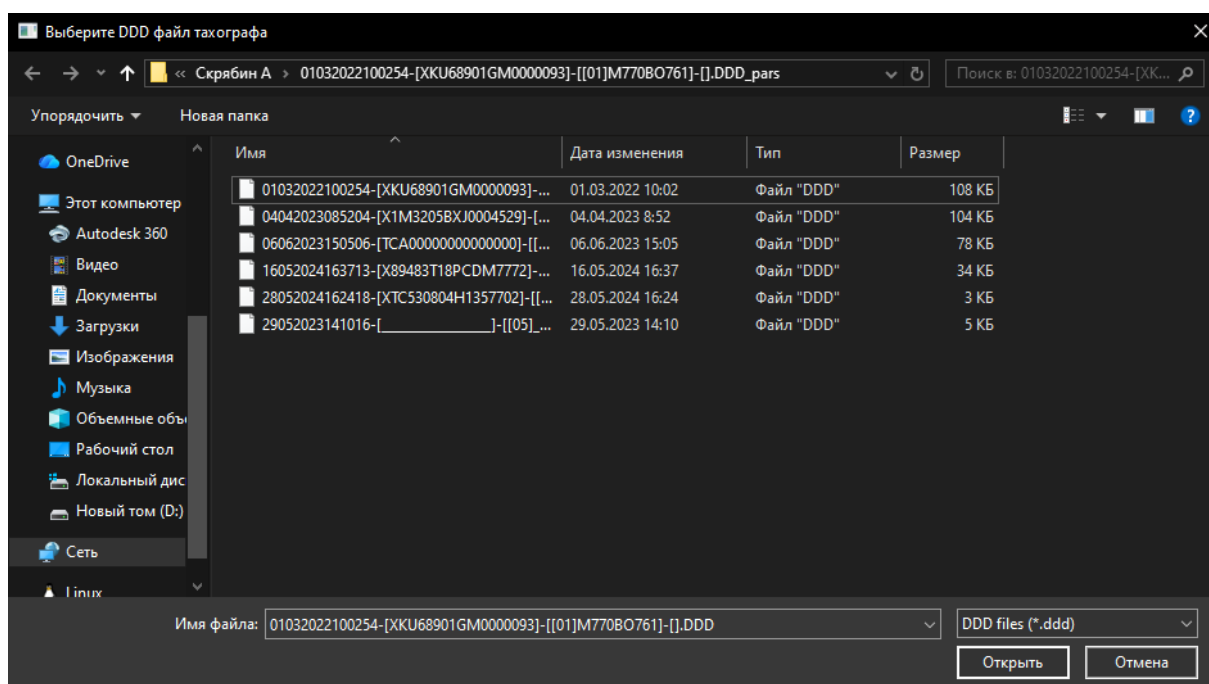 Выберите DDD файл тахографа
« Скрябин А › 01032022100254-[XKU68901GM0000093]-[[01]M770BO761]-[].DDD_pars
Поиск в: 01032022100254-[XK...
Упорядочить Новая папка
Имя Дата изменения Тип Размер
OneDrive
Этот компьютер
Autodesk 360
Видео
Документы
Загрузки
Изображения
Музыка
Объемные объ
Рабочий стол
Локальный дис
Новый том (D:)
Сеть
Linux
01032022100254-[XKU68901GM0000093]-... 01.03.2022 10:02 Файл "DDD" 108 КБ
04042023085204-[X1M3205BXJ0004529]-[... 04.04.2023 8:52 Файл "DDD" 104 КБ
06062023150506-[TCA00000000000000]-[[... 06.06.2023 15:05 Файл "DDD" 78 КБ
16052024163713-[X89483T18PCDM7772]-... 16.05.2024 16:37 Файл "DDD" 34 КБ
28052024162418-[XTC530804H1357702]-[[... 28.05.2024 16:24 Файл "DDD" 3 КБ
29052023141016-[_________________]-[[05]_... 29.05.2023 14:10 Файл "DDD" 5 КБ
Имя файла: 01032022100254-[XKU68901GM0000093]-[[01]M770BO761]-[].DDD
DDD files (*.ddd)
Открыть Отмена